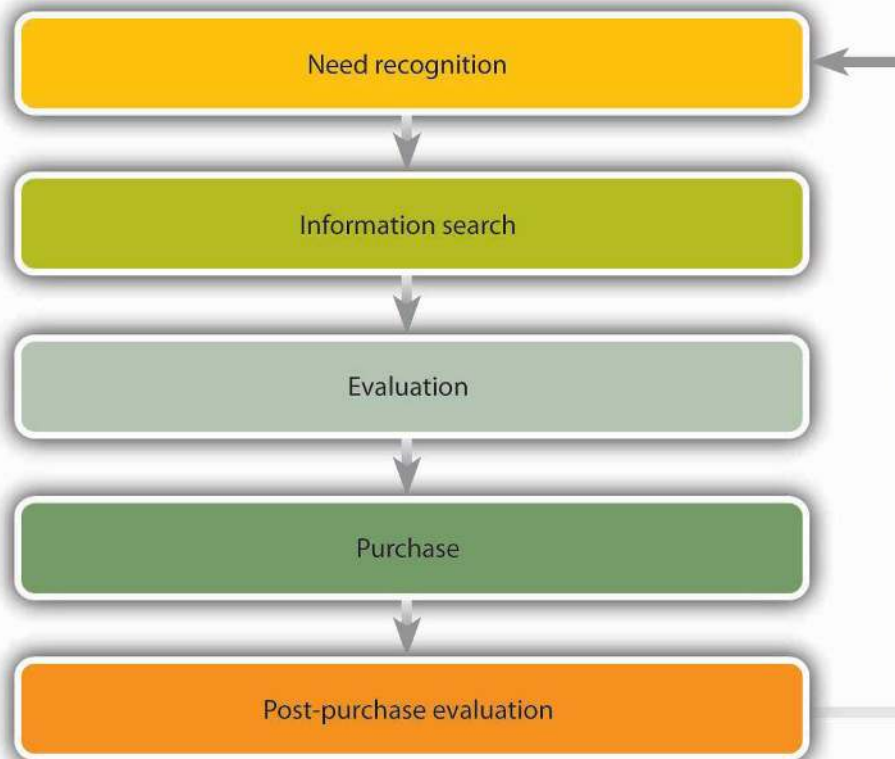 Need recognition
Information search
Evaluation
Purchase
Post-purchase evaluation